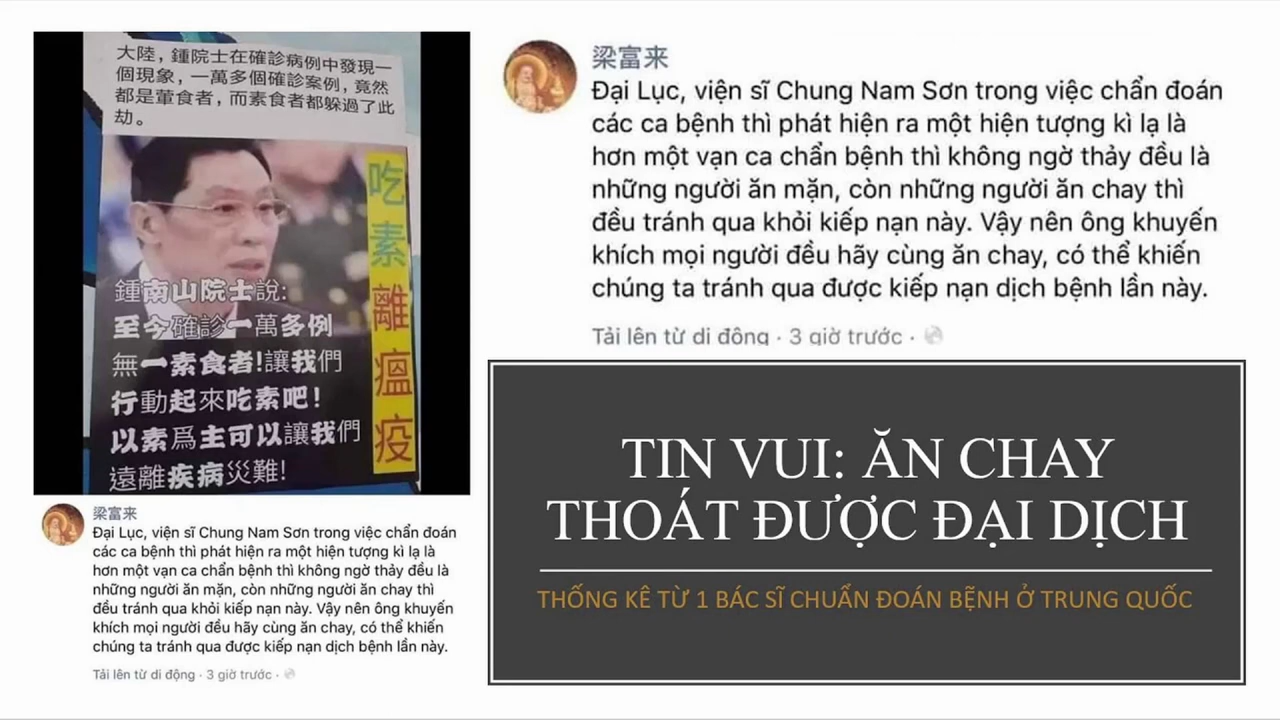 大陸，鍾院士在確診病例中發現一
個現象，一萬多個確診案例，竟然
都是葷食者，而素食者都躲過了此
劫。
吃素離瘟疫
鍾南山院士說:
至今確診一萬多例
無一素食者!讓我們
行動起來吃素吧!
以素爲主可以讓我們
遠離疾病災難!
梁富来
Đại Lục, viện sĩ Chung Nam Sơn trong việc chẩn đoán
các ca bệnh thì phát hiện ra một hiện tượng kì lạ là
hơn một vạn ca chẩn bệnh thì không ngờ thảy đều là
những người ăn mặn, còn những người ăn chay thì
đều tránh qua khỏi kiếp nạn này. Vậy nên ông khuyến
khích mọi người đều hãy cùng ăn chay, có thể khiến
chúng ta tránh qua được kiếp nạn dịch bệnh lần này.
Tải lên từ di động · 3 giờ trước ·
梁富来
Đại Lục, viện sĩ Chung Nam Sơn trong việc chẩn đoán
các ca bệnh thì phát hiện ra một hiện tượng kì lạ là
hơn một vạn ca chẩn bệnh thì không ngờ thảy đều là
những người ăn mặn, còn những người ăn chay thì
đều tránh qua khỏi kiếp nạn này. Vậy nên ông khuyến
khích mọi người đều hãy cùng ăn chay, có thể khiến
chúng ta tránh qua được kiếp nạn dịch bệnh lần này.
Tải lên từ di động · 3 giờ trước ·
TIN VUI: ĂN CHAY
THOÁT ĐƯỢC ĐẠI DỊCH
THỐNG KÊ TỪ 1 BÁC SĨ CHUẨN ĐOÁN BỆNH Ở TRUNG QUỐC